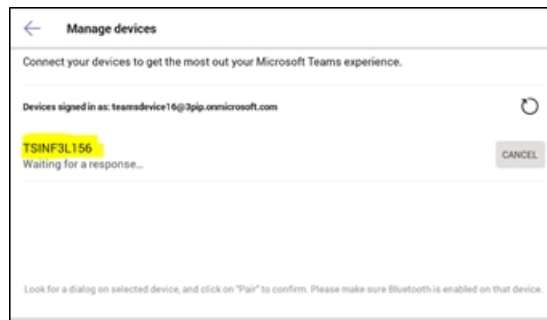 Manage devices
Connect your devices to get the most out your Microsoft Teams experience.
Devices signed in as: teamsdevice16@3pip.onmicrosoft.com
TSINF3L156
Waiting for a response...
CANCEL
Look for a dialog on selected device, and click on "Pair" to confirm. Please make sure Bluetooth is enabled on that device.